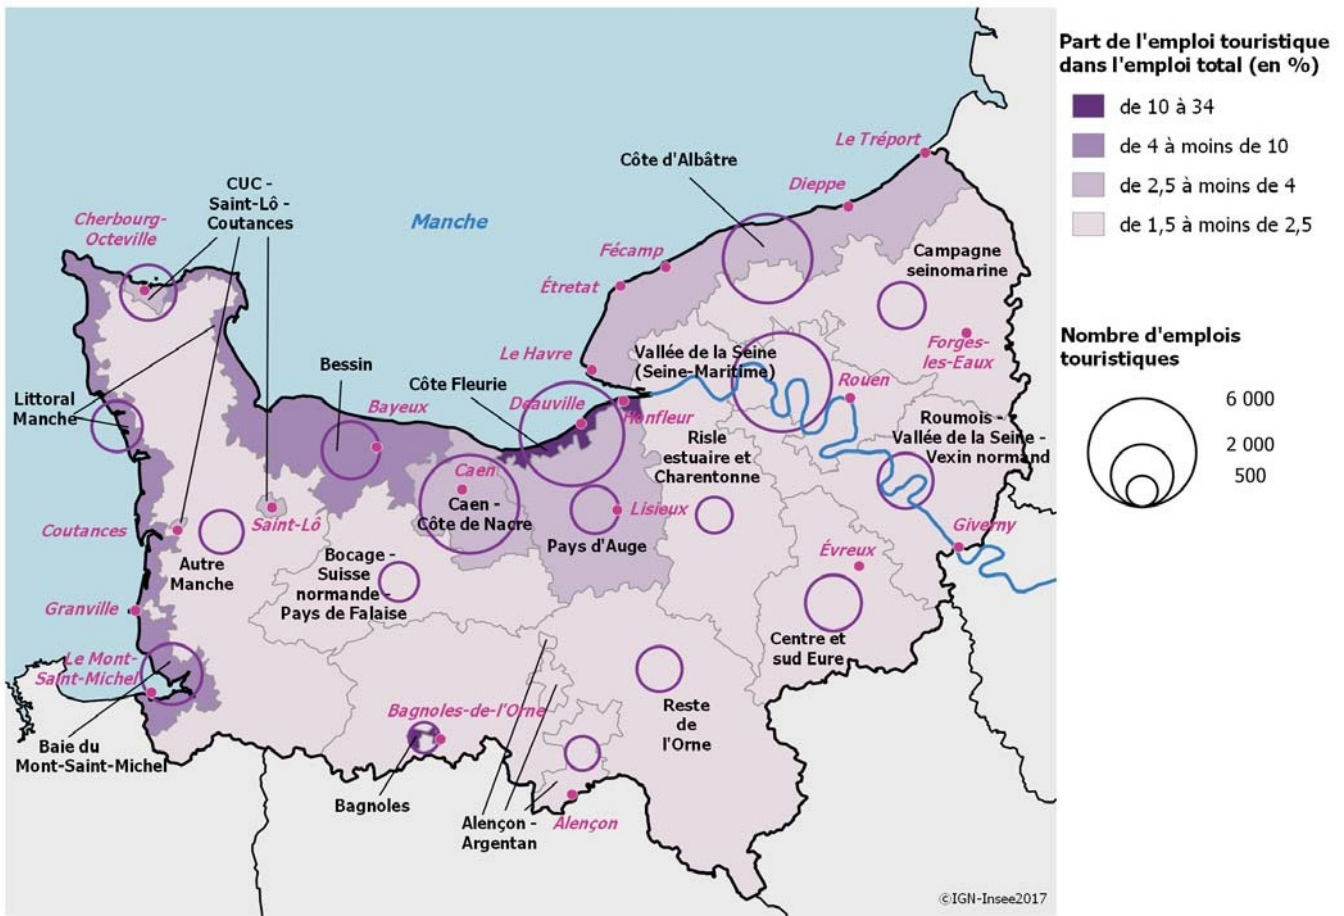 Part de l'emploi touristique
dans l'emploi total (en %)
de 10 à 34
de 4 à moins de 10
de 2,5 à moins de 4
de 1,5 à moins de 2,5
Nombre d'emplois
touristiques
6 000
2 000
500
Le Tréport
Côte d'Albâtre
Dieppe
CUC -
Saint-Lô -
Coutances
Cherbourg-
Octeville
Manche
Fécamp
Étretat
Campagne
seinomarine
Forges-
les-Eaux
Le Havre
Vallée de la Seine
(Seine-Maritime)
Rouen
Bessin
Côte Fleurie
Littoral
Manche
Bayeux
Deauville
Honfleur
Roumois -
Vallée de la Seine -
Vexin normand
Risle
estuaire et
Charentonne
Caen
Caen -
Côte de Nacre
Lisieux
Pays d'Auge
Saint-Lô
Coutances
Autre
Manche
Giverny
Évreux
Bocage -
Suisse
normande -
Pays de Falaise
Granville
Centre et
sud Eure
Le Mont-
Saint-Michel
Baie du
Mont-Saint-Michel
Bagnoles-de-l'Orne
Reste
de
l'Orne
Bagnoles
Alençon -
Argentan
Alençon
©IGN-Insee2017